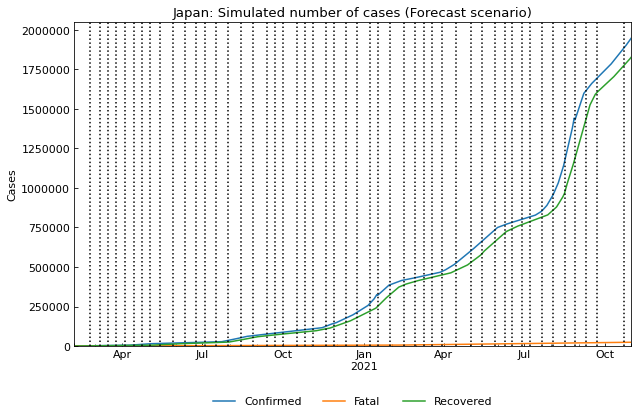 Japan: Simulated number of cases (Forecast scenario)
2000000
1750000
1500000
1250000
1000000
750000
500000
250000
0
Cases
Apr Jul Oct Jan Apr Jul Oct
2021
Confirmed Fatal Recovered